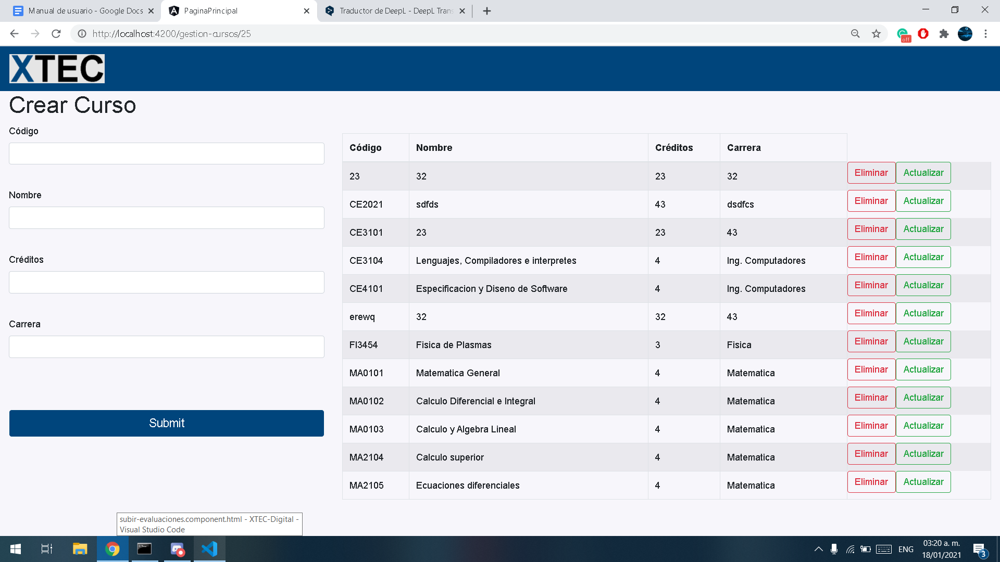 Manual de usuario - Google Docs
PaginaPrincipal
Traductor de DeepL - DeepL Trans
http://localhost:4200/gestion-cursos/25
off
XTEC
Crear Curso
Código
Nombre
Créditos
Carrera
Submit
Código Nombre Créditos Carrera
23 32 23 32 Eliminar Actualizar
CE2021 sdfds 43 dsdfcs Eliminar Actualizar
CE3101 23 23 43 Eliminar Actualizar
CE3104 Lenguajes, Compiladores e interpretes 4 Ing. Computadores Eliminar Actualizar
CE4101 Especificacion y Diseno de Software 4 Ing. Computadores Eliminar Actualizar
erewq 32 32 43 Eliminar Actualizar
FI3454 Fisica de Plasmas 3 Fisica Eliminar Actualizar
MA0101 Matematica General 4 Matematica Eliminar Actualizar
MA0102 Calculo Diferencial e Integral 4 Matematica Eliminar Actualizar
MA0103 Calculo y Algebra Lineal 4 Matematica Eliminar Actualizar
MA2104 Calculo superior 4 Matematica Eliminar Actualizar
MA2105 Ecuaciones diferenciales 4 Matematica Eliminar Actualizar
subir-evaluaciones.component.html - XTEC-Digital -
Visual Studio Code
ENG
03:20 a. m.
18/01/2021
3